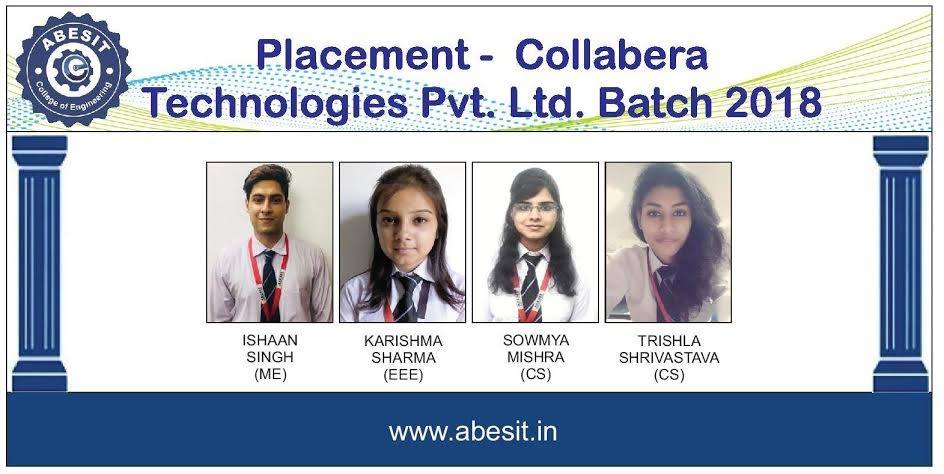 ABESIT
College of Engineering
Placement - Collabera
Technologies Pvt. Ltd. Batch 2018
ISHAAN
SINGH
(ME)
KARISHMA
SHARMA
(EEE)
SOWMYA
MISHRA
(CS)
TRISHLA
SHRIVASTAVA
(CS)
www.abesit.in